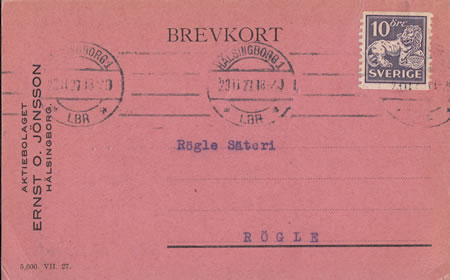 BREVKORT
10 öre
SVERIGE
HÄLSINGBORG 1
LBR
HÄLSINGBORG 1
LBR
AKTIEBOLAGET
ERNST O. JÖNSSON
HÄLSINGBORG.
Rögle Säteri
RÖGLE
5,000. VII. 27.